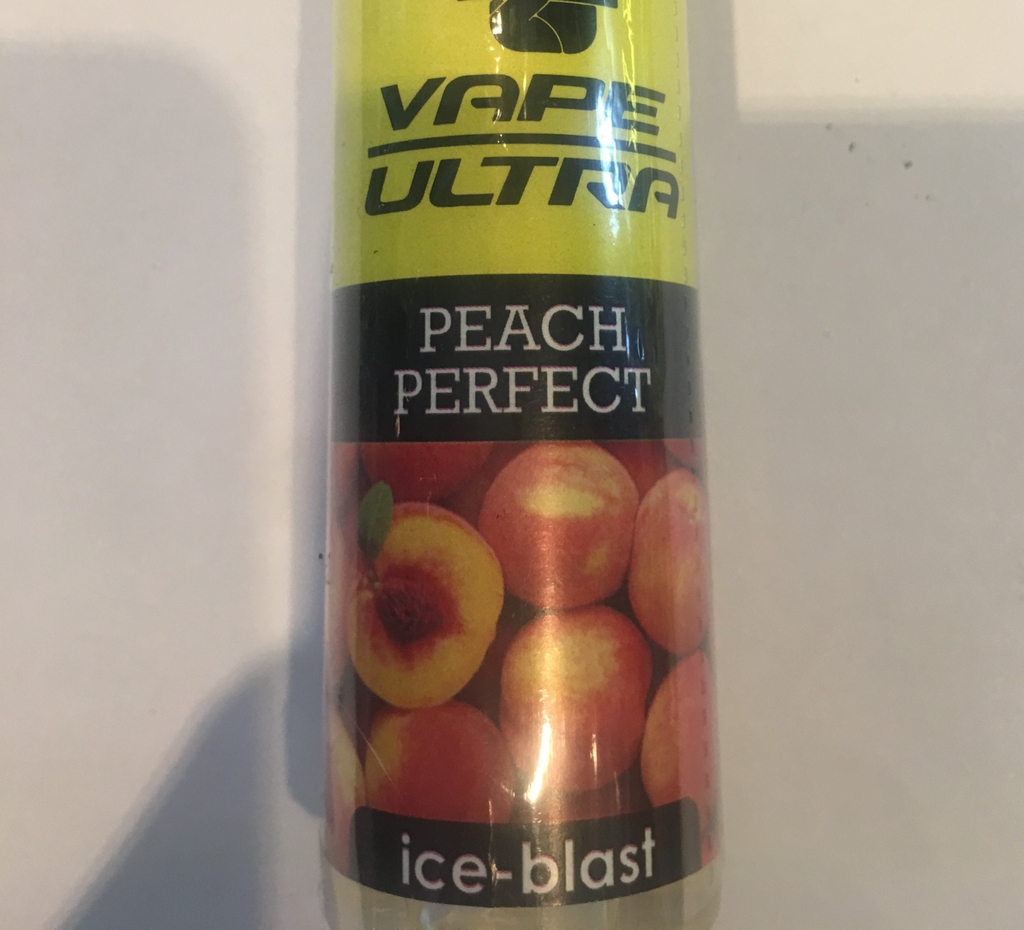 VAPE
ULTRA
PEACH
PERFECT
ice-blast